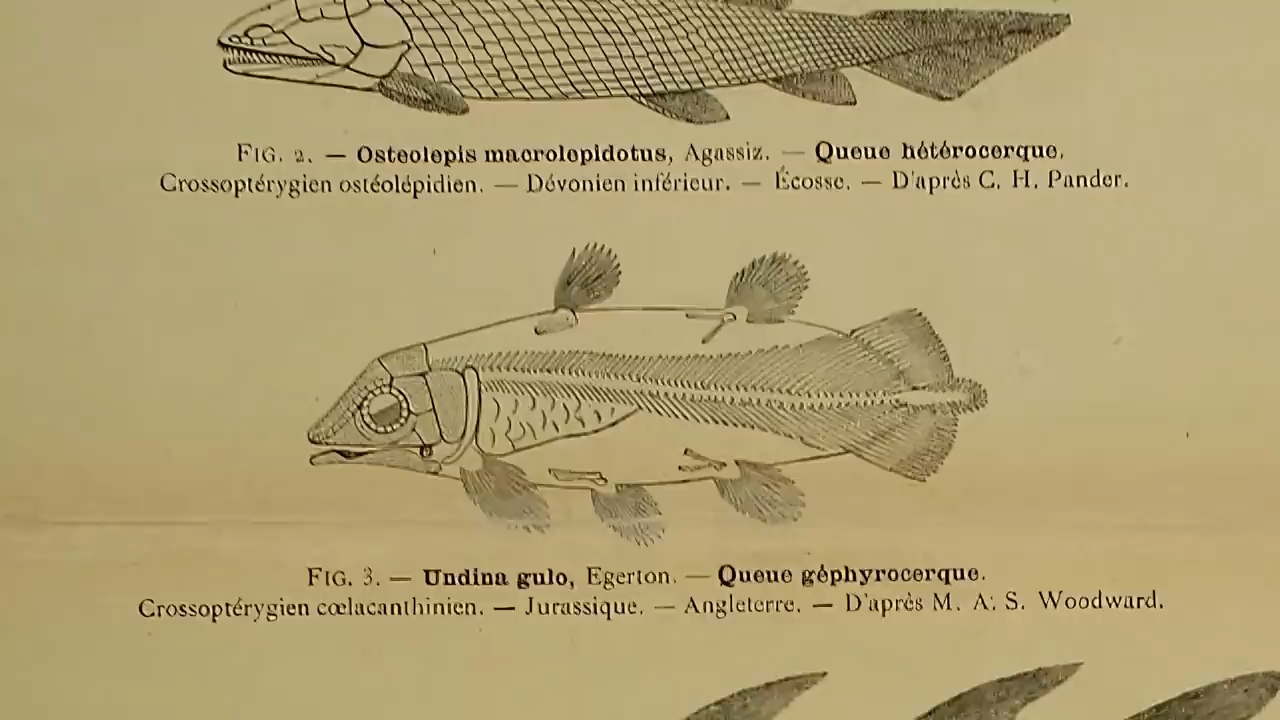 FIG. 2. — Osteolepis macrolepidotus, Agassiz. — Queue hétérocerque.
Crossoptérygien ostéolépidien. — Dévonien inférieur. — Écosse. — D'après C. H. Pander.
FIG. 3. — Undina gulo, Egerton. — Queue géphyrocerque.
Crossoptérygien cœlacanthinien. — Jurassique. — Angleterre. — D'après M. A. S. Woodward.